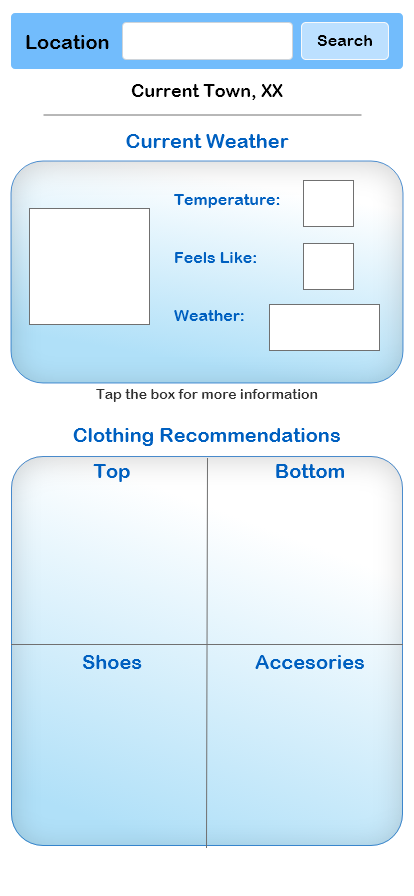 Location
Search
Current Town, XX
Current Weather
Temperature:
Feels Like:
Weather:
Tap the box for more information
Clothing Recommendations
Top
Bottom
Shoes
Accesories